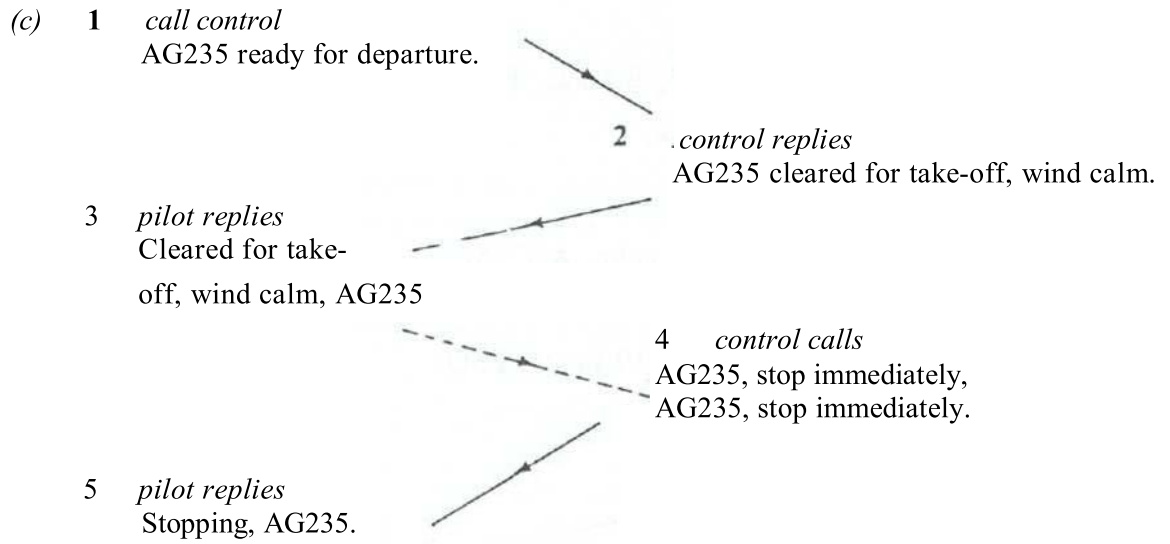 (c) 1 call control
AG235 ready for departure.
2 .control replies
AG235 cleared for take-off, wind calm.
3 pilot replies
Cleared for take-
off, wind calm, AG235
4 control calls
AG235, stop immediately,
AG235, stop immediately.
5 pilot replies
Stopping, AG235.